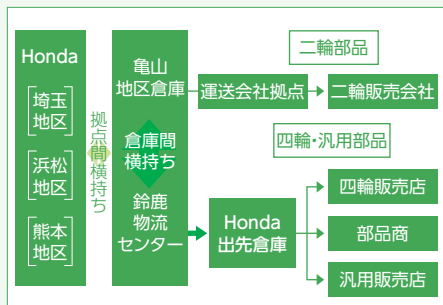 Honda
埼玉
地区
浜松
地区
熊本
地区
拠点間横持ち
亀山
地区倉庫
倉庫間
横持ち
鈴鹿
物流
センター
二輪部品
運送会社拠点
二輪販売会社
四輪・汎用部品
Honda
出先倉庫
四輪販売店
部品商
汎用販売店